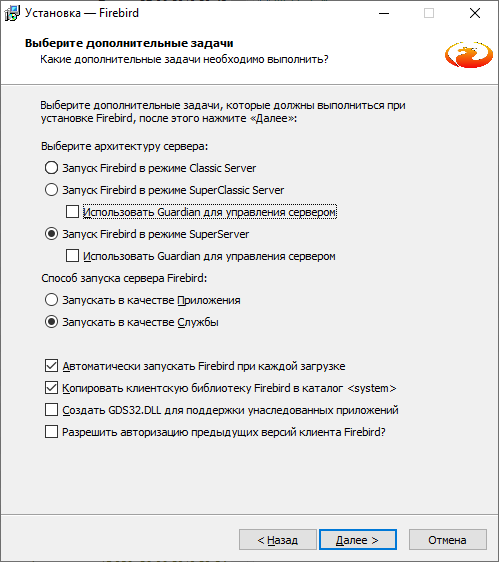 Установка — Firebird
Выберите дополнительные задачи
Какие дополнительные задачи необходимо выполнить?
Выберите дополнительные задачи, которые должны выполниться при
установке Firebird, после этого нажмите «Далее»:
Выберите архитектуру сервера:
Запуск Firebird в режиме Classic Server
Запуск Firebird в режиме SuperClassic Server
Использовать Guardian для управления сервером
Запуск Firebird в режиме SuperServer
Использовать Guardian для управления сервером
Способ запуска сервера Firebird:
Запускать в качестве Приложения
Запускать в качестве Службы
Автоматически запускать Firebird при каждой загрузке
Копировать клиентскую библиотеку Firebird в каталог <system>
Создать GDS32.DLL для поддержки унаследованных приложений
Разрешить авторизацию предыдущих версий клиента Firebird?
< Назад
Далее >
Отмена